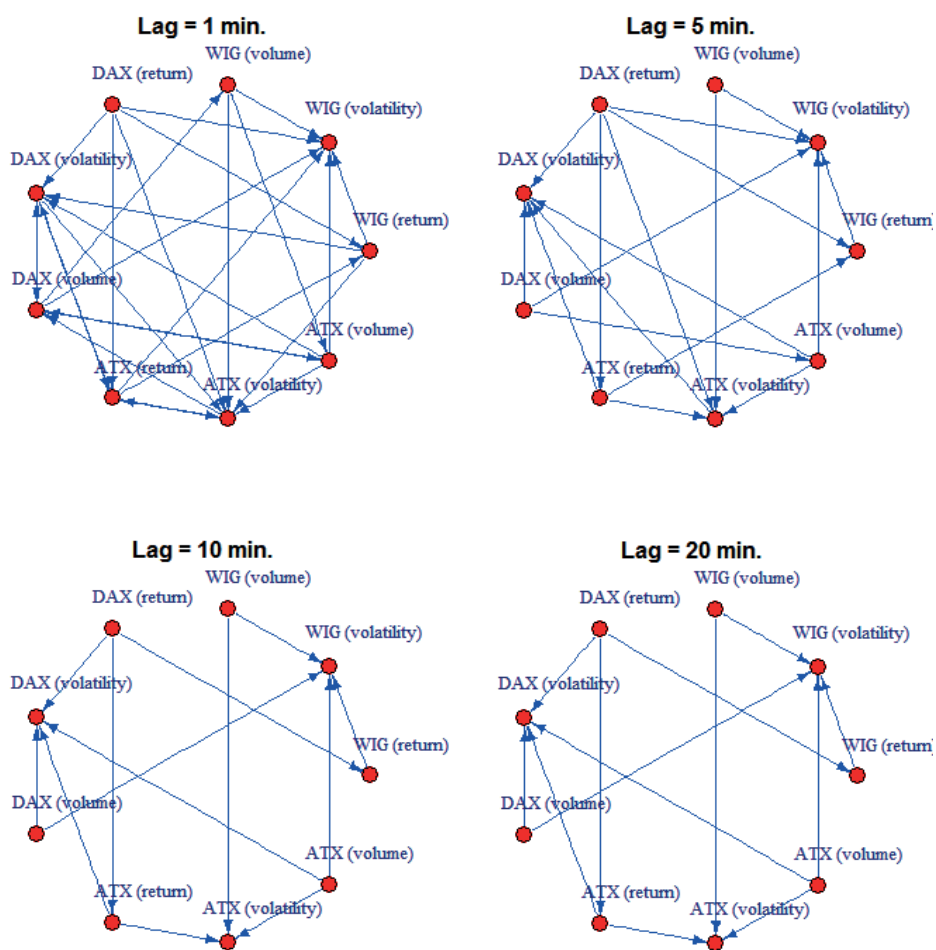 Lag = 1 min.
WIG (volume)
DAX (return)
WIG (volatility)
DAX (volatility)
WIG (return)
DAX (volume)
ATX (volume)
ATX (return)
ATX (volatility)
Lag = 5 min.
WIG (volume)
DAX (return)
WIG (volatility)
DAX (volatility)
WIG (return)
DAX (volume)
ATX (volume)
ATX (return)
ATX (volatility)
Lag = 10 min.
WIG (volume)
DAX (return)
WIG (volatility)
DAX (volatility)
WIG (return)
DAX (volume)
ATX (volume)
ATX (return)
ATX (volatility)
Lag = 20 min.
WIG (volume)
DAX (return)
WIG (volatility)
DAX (volatility)
WIG (return)
DAX (volume)
ATX (volume)
ATX (return)
ATX (volatility)